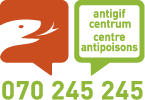 antigif
centrum
centre
antipoisons
070 245 245